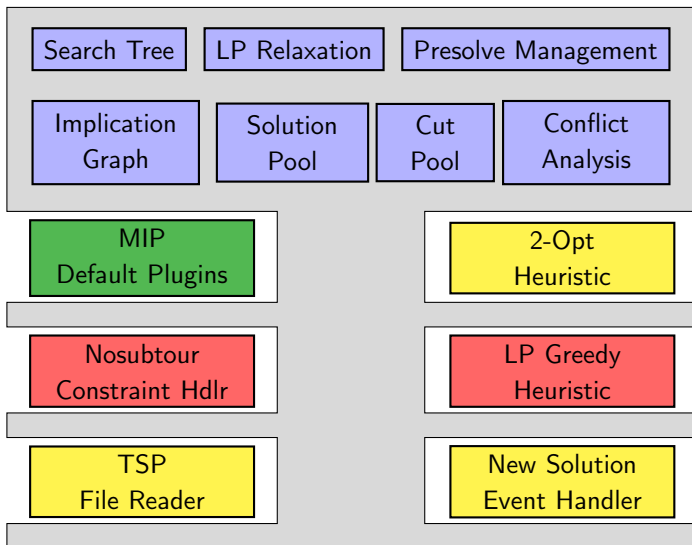 Search Tree
LP Relaxation
Presolve Management
Implication
Graph
Solution
Pool
Cut
Pool
Conflict
Analysis
MIP
Default Plugins
2-Opt
Heuristic
Nosubtour
Constraint Hdlr
LP Greedy
Heuristic
TSP
File Reader
New Solution
Event Handler